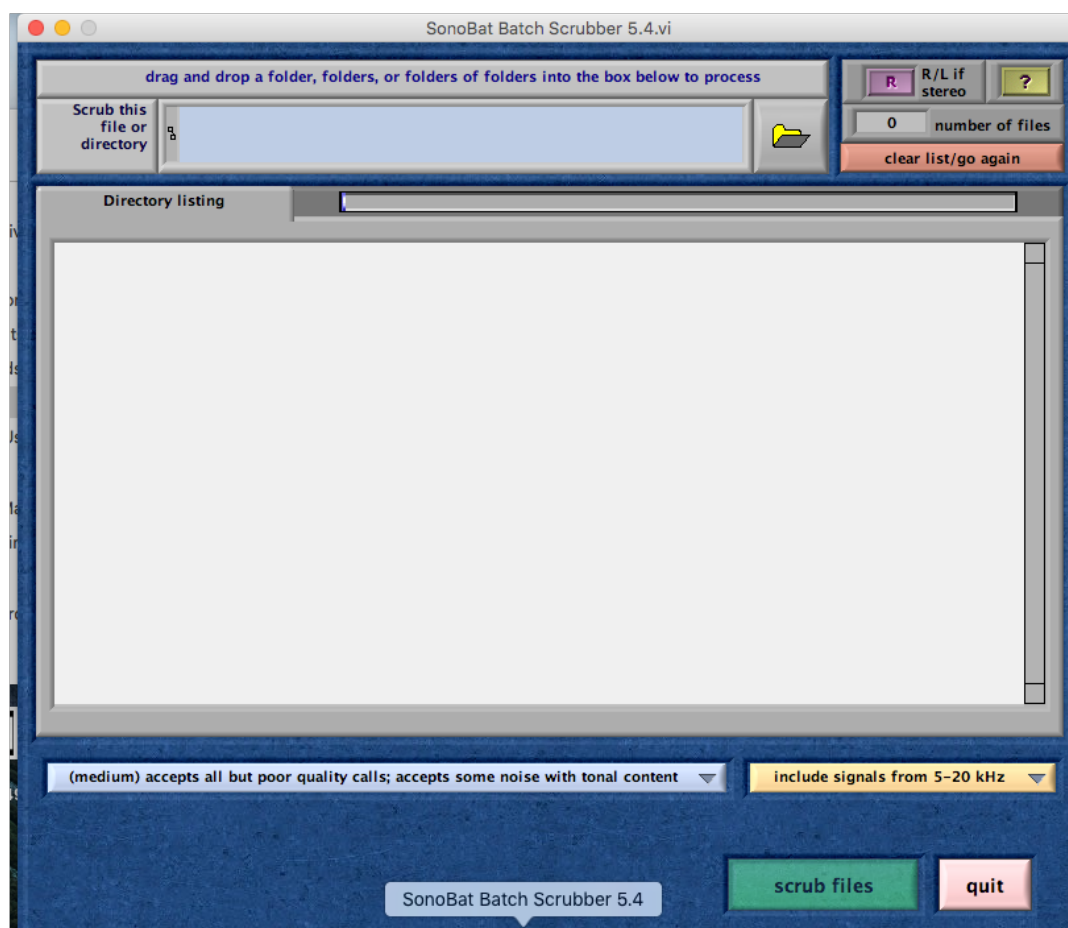 SonoBat Batch Scrubber 5.4.vi
drag and drop a folder, folders, or folders of folders into the box below to process
R
R/L if
stereo
?
Scrub this
file or
directory
0
number of files
clear list/go again
Directory listing
(medium) accepts all but poor quality calls; accepts some noise with tonal content
include signals from 5-20 kHz
scrub files
quit
SonoBat Batch Scrubber 5.4